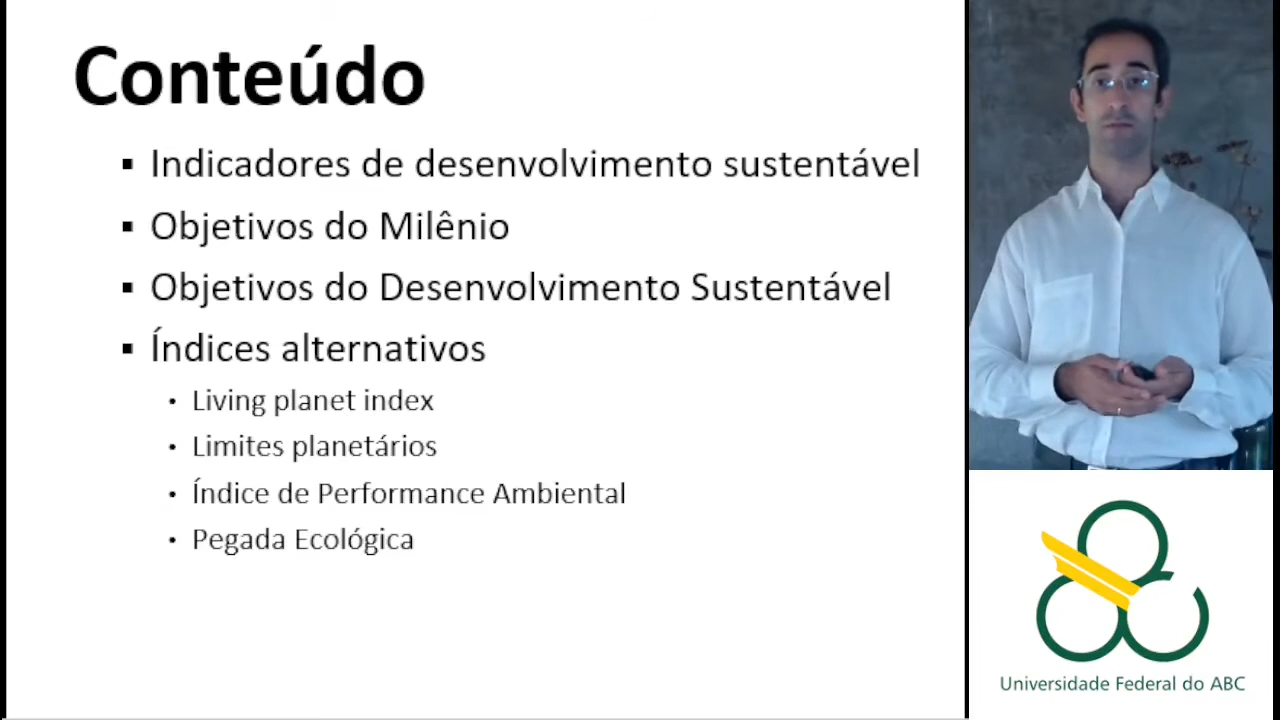 Conteúdo
Indicadores de desenvolvimento sustentável
Objetivos do Milênio
Objetivos do Desenvolvimento Sustentável
Índices alternativos
Living planet index
Limites planetários
Índice de Performance Ambiental
Pegada Ecológica
Universidade Federal do ABC